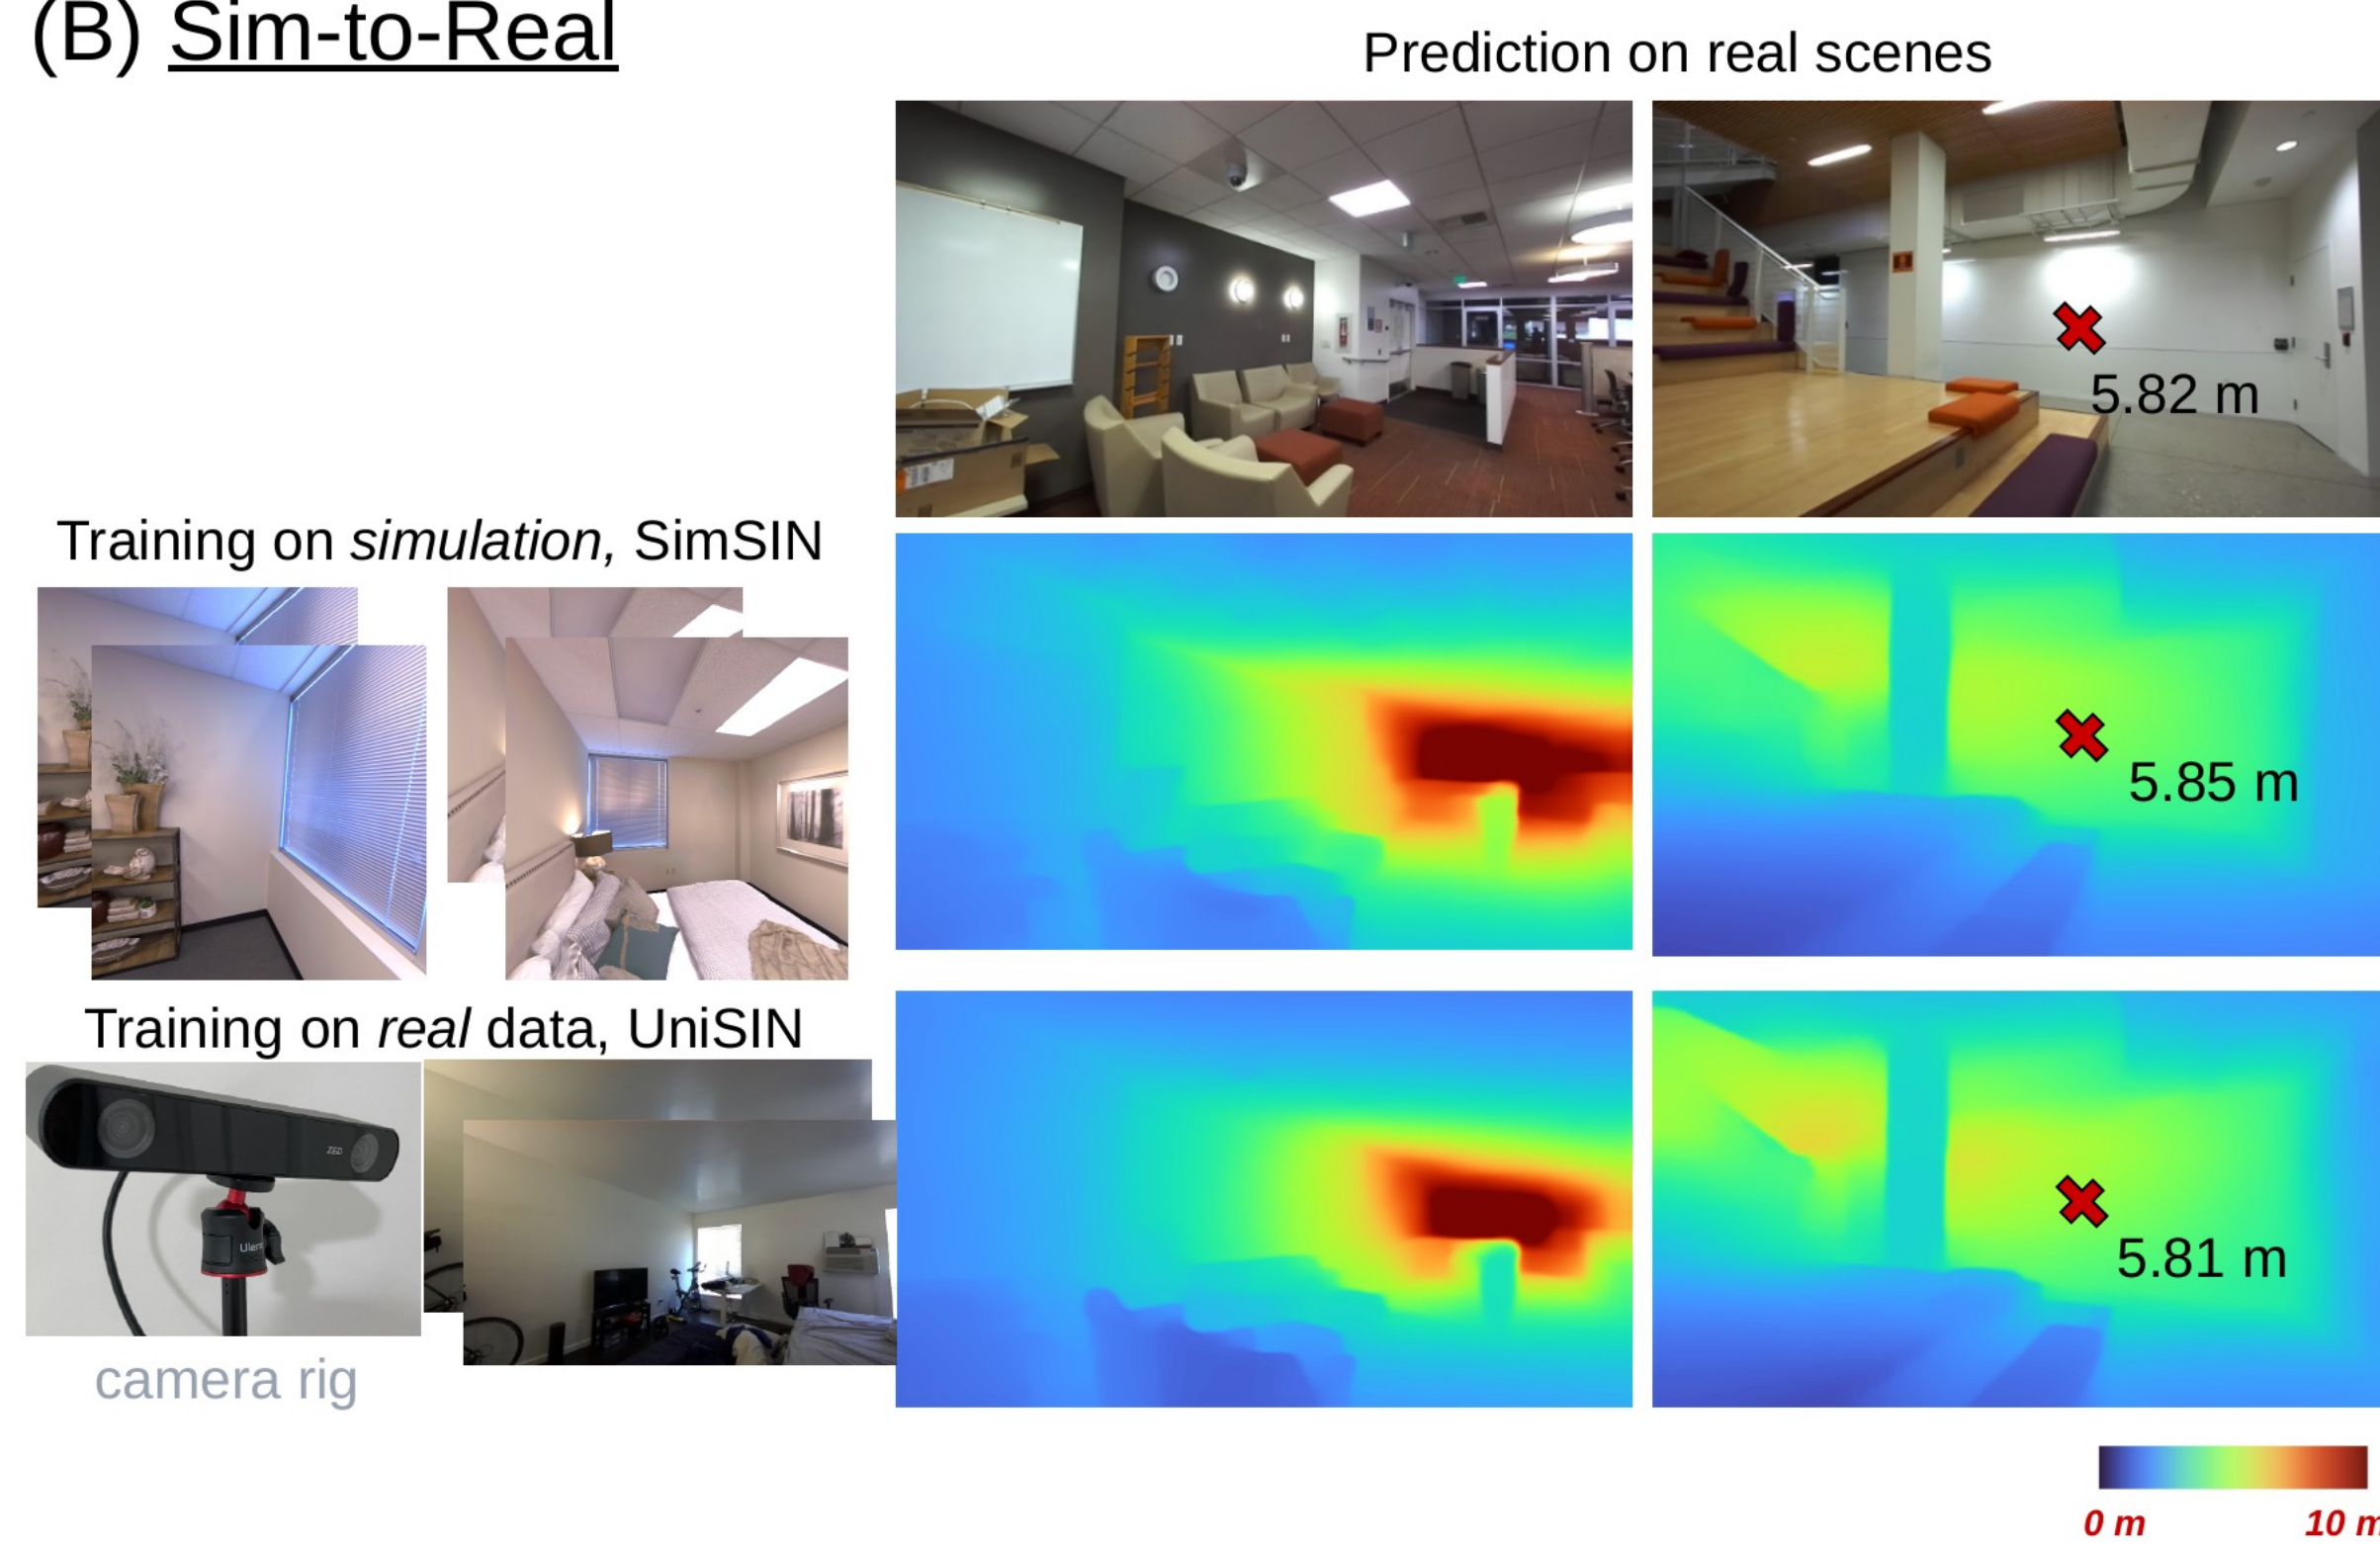 (B) Sim-to-Real
Prediction on real scenes
5.82 m
Training on simulation, SimSIN
5.85 m
Training on real data, UniSIN
ZED
5.81 m
camera rig
0 m
10 m